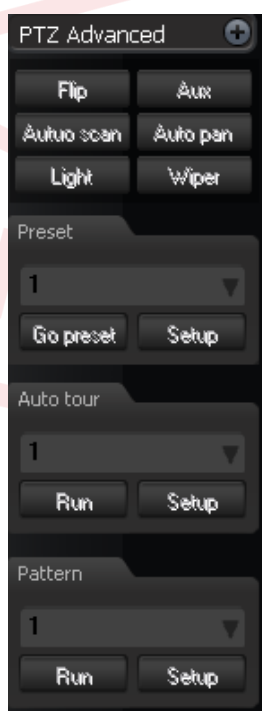 PTZ Advanced
Flip Aux
Autuo scan Auto pan
Light Wiper
Preset
1
Go preset Setup
Auto tour
1
Run Setup
Pattern
1
Run Setup